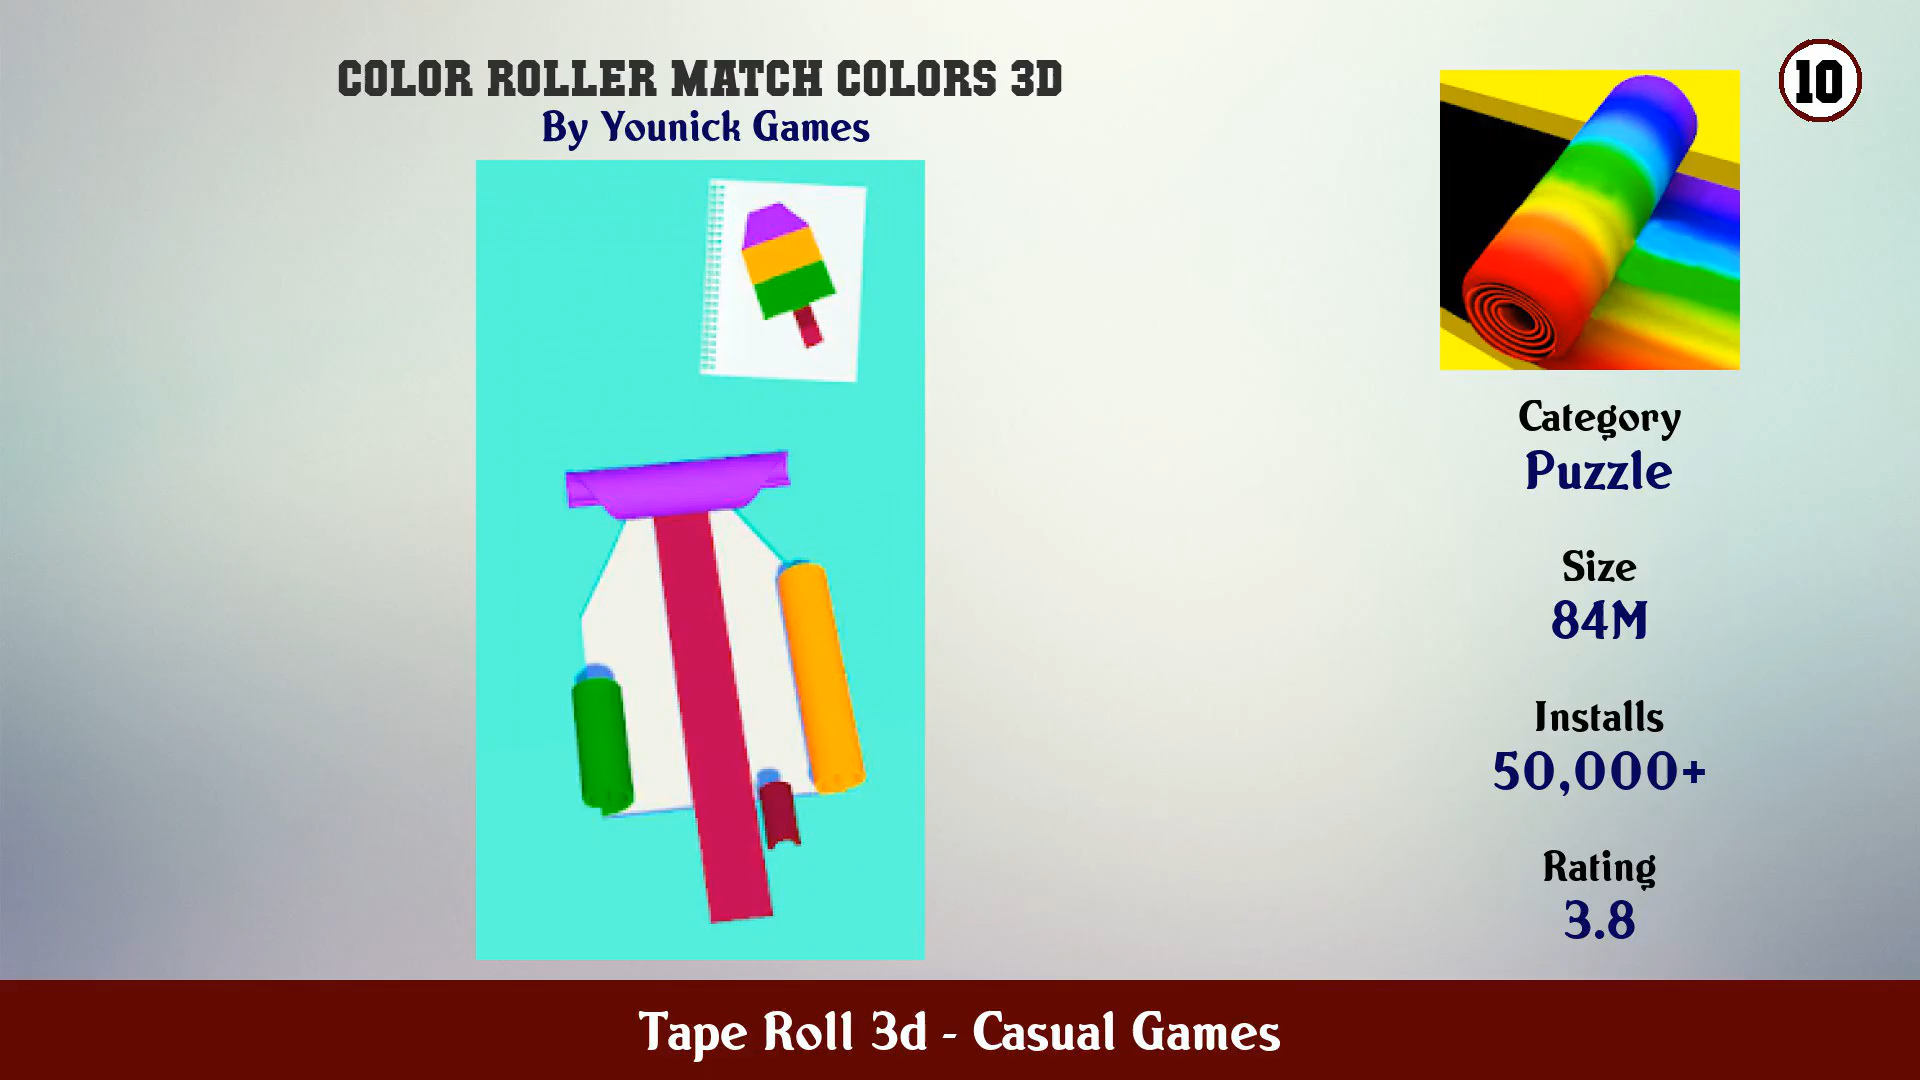 COLOR ROLLER MATCH COLORS 3D
By Younick Games
10
Category
Puzzle
Size
84M
Installs
50,000+
Rating
3.8
Tape Roll 3d - Casual Games